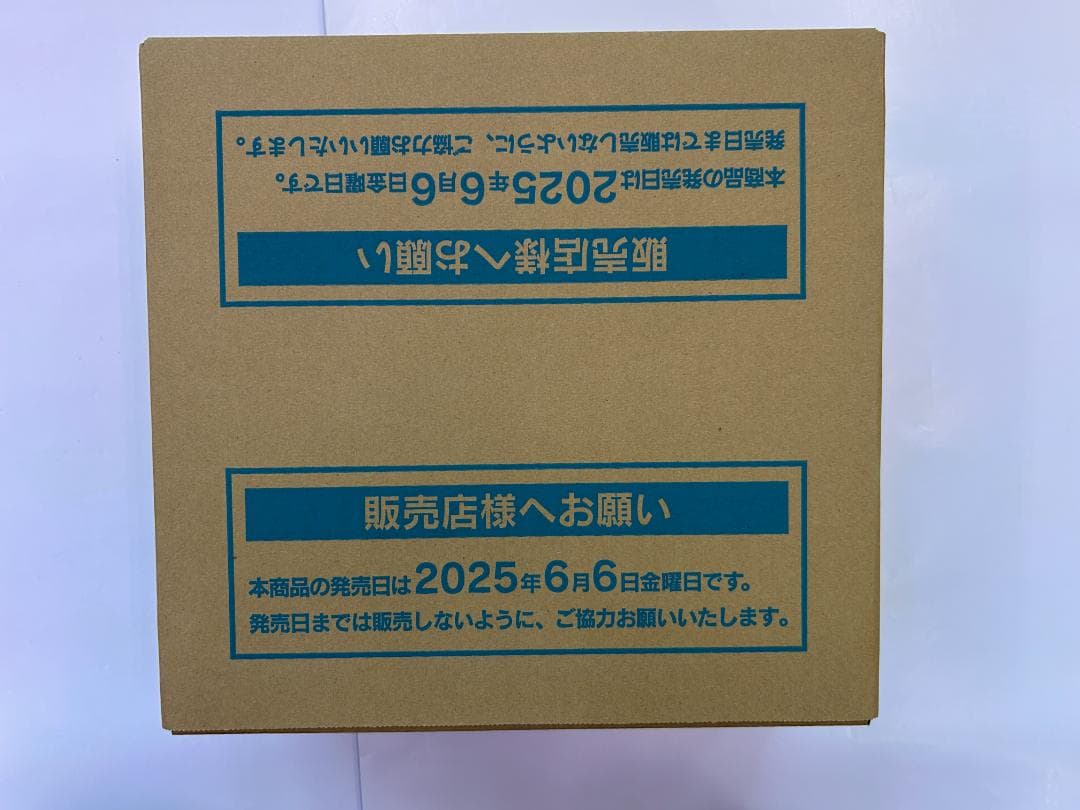 販売店様へお願い
本商品の発売日は2025年6月6日金曜日です。
発売日までは販売しないように、ご協力お願いいたします。
販売店様へお願い
本商品の発売日は2025年6月6日金曜日です。
発売日までは販売しないように、ご協力お願いいたします。